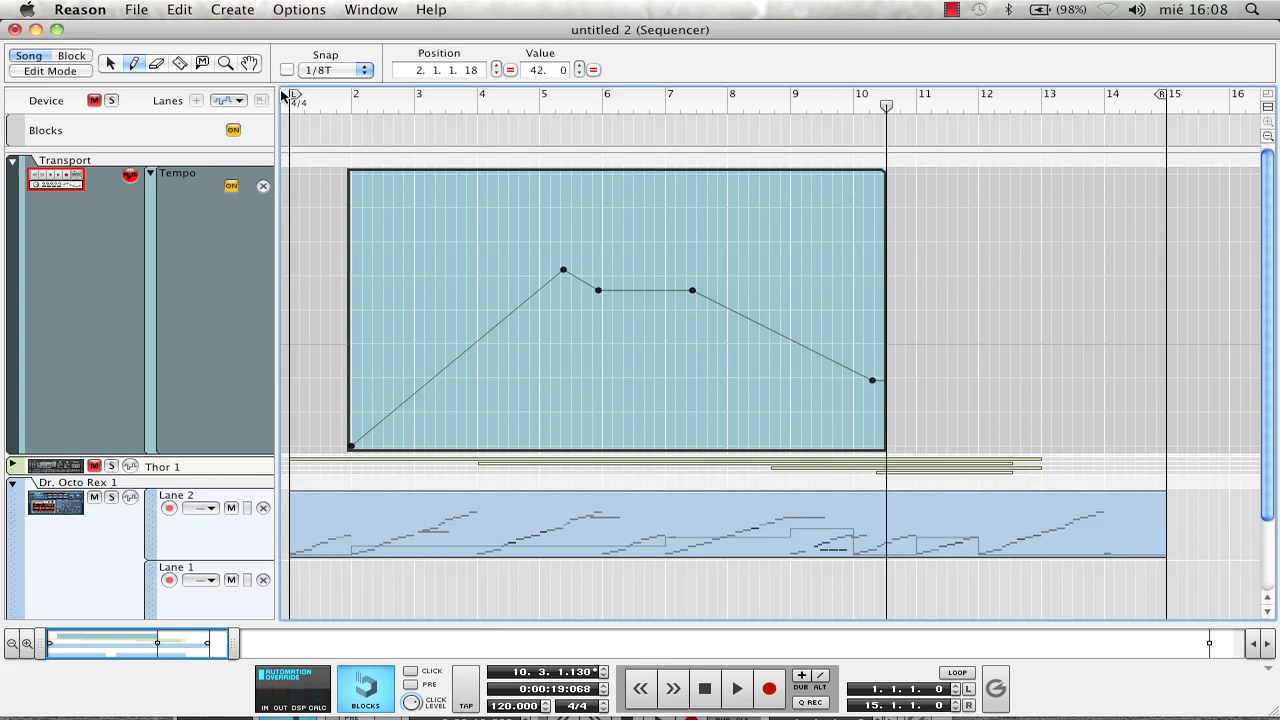 Reason File Edit Create Options Window Help (98%) mié 16:08
untitled 2 (Sequencer)
Song Block
Edit Mode
Snap
1/8T
Position
2. 1. 1. 18
Value
42. 0
Device M S Lanes
2 3 4 5 6 7 8 9 10 11 12 13 14 15 16
L
R
4/4
Blocks ON
Transport
Tempo
ON
M S Thor 1
Dr. Octo Rex 1
M S Lane 2
M
Lane 1
M
AUTOMATION
OVERRIDE
IN OUT DSP CALC
BLOCKS
CLICK
PRE
CLICK
LEVEL
TAP
10. 3. 1.130*
0:00:19:068
120.000 4/4
DUB ALT
Q REC
LOOP
1. 1. 1. 0 L
15. 1. 1. 0 R